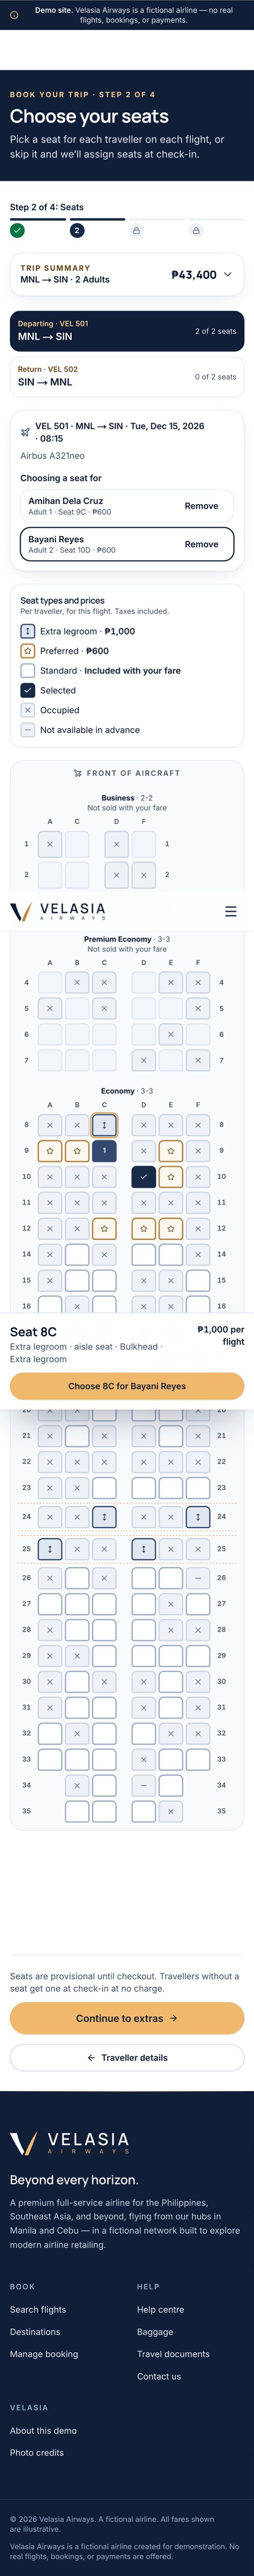 Demo site. Velasia Airways is a fictional airline — no real
flights, bookings, or payments.
BOOK YOUR TRIP · STEP 2 OF 4
Choose your seats
Pick a seat for each traveller on each flight, or
skip it and we'll assign seats at check-in.
Step 2 of 4: Seats
2
TRIP SUMMARY
MNL → SIN · 2 Adults
₱43,400
Departing · VEL 501
MNL → SIN
2 of 2 seats
Return · VEL 502
SIN → MNL
0 of 2 seats
VEL 501 · MNL → SIN · Tue, Dec 15, 2026
· 08:15
Airbus A321neo
Choosing a seat for
Amihan Dela Cruz
Adult 1 · Seat 9C · ₱600
Remove
Bayani Reyes
Adult 2 · Seat 10D · ₱600
Remove
Seat types and prices
Per traveller, for this flight. Taxes included.
Extra legroom · ₱1,000
Preferred · ₱600
Standard · Included with your fare
Selected
Occupied
Not available in advance
FRONT OF AIRCRAFT
Business · 2-2
Not sold with your fare
A C D F
1 1
2 2
VELASIA
AIRWAYS
Premium Economy · 3-3
Not sold with your fare
A B C D E F
4 4
5 5
6 6
7 7
Economy · 3-3
A B C D E F
8 8
9 1 9
10 10
11 11
12 12
14 14
15 15
16 16
Seat 8C
Extra legroom · aisle seat · Bulkhead ·
Extra legroom
₱1,000 per
flight
Choose 8C for Bayani Reyes
20 20
21 21
22 22
23 23
24 24
25 25
26 26
27 27
28 28
29 29
30 30
31 31
32 32
33 33
34 34
35 35
Seats are provisional until checkout. Travellers without a
seat get one at check-in at no charge.
Continue to extras →
← Traveller details
VELASIA
AIRWAYS
Beyond every horizon.
A premium full-service airline for the Philippines,
Southeast Asia, and beyond, flying from our hubs in
Manila and Cebu — in a fictional network built to explore
modern airline retailing.
BOOK
Search flights
Destinations
Manage booking
HELP
Help centre
Baggage
Travel documents
Contact us
VELASIA
About this demo
Photo credits
© 2026 Velasia Airways. A fictional airline. All fares shown
are illustrative.
Velasia Airways is a fictional airline created for demonstration. No
real flights, bookings, or payments are offered.